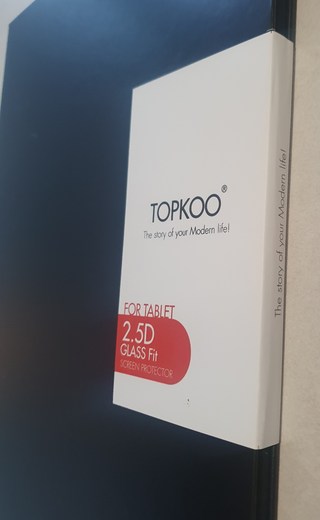 TOPKOO®
The story of your Modern life!
FOR TABLET
2.5D
GLASS Fit
SCREEN PROTECTOR
The story of your Modern life!